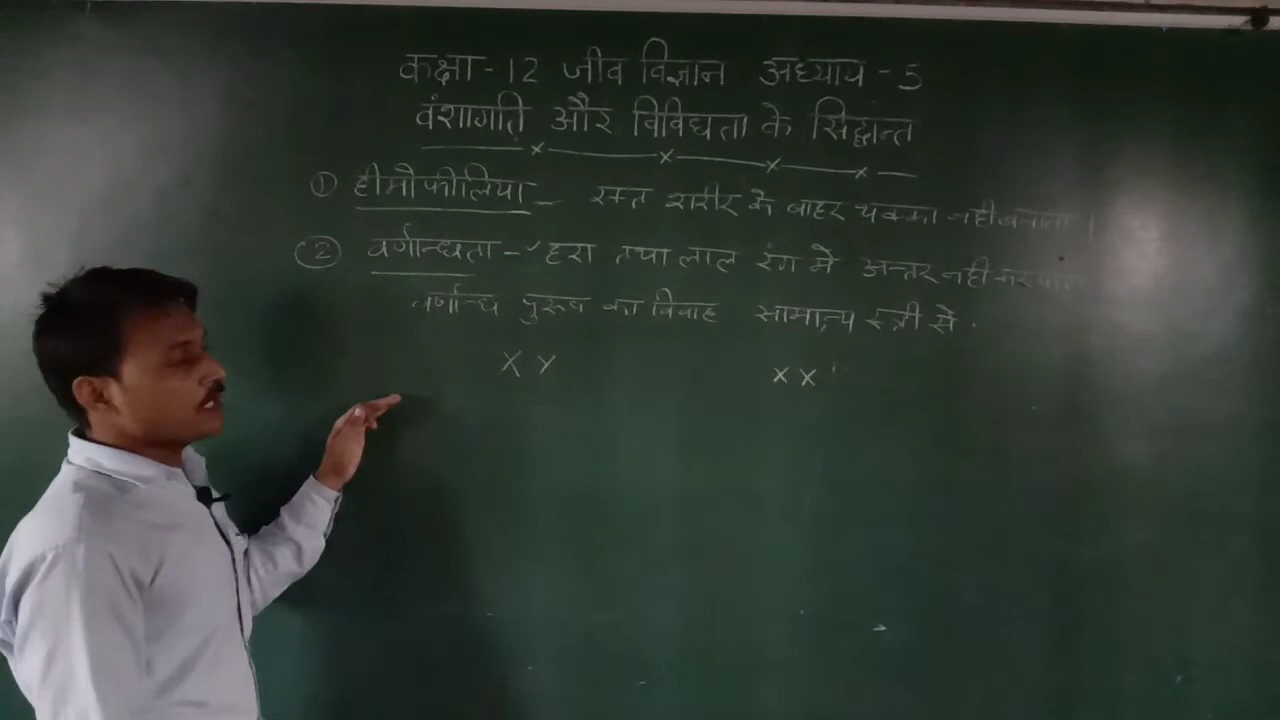 कक्षा - 12 जीव विज्ञान अध्याय - 5
वंशागति और विविधता के सिद्धान्त
① हीमोफीलिया - रक्त शरीर के बाहर थक्का नही बनाता ।
② वर्णान्धता - हरा तथा लाल रंग मे अन्तर नही कर पाना
वर्णान्ध पुरूष का विवाह सामान्य स्त्री से .
X Y X X